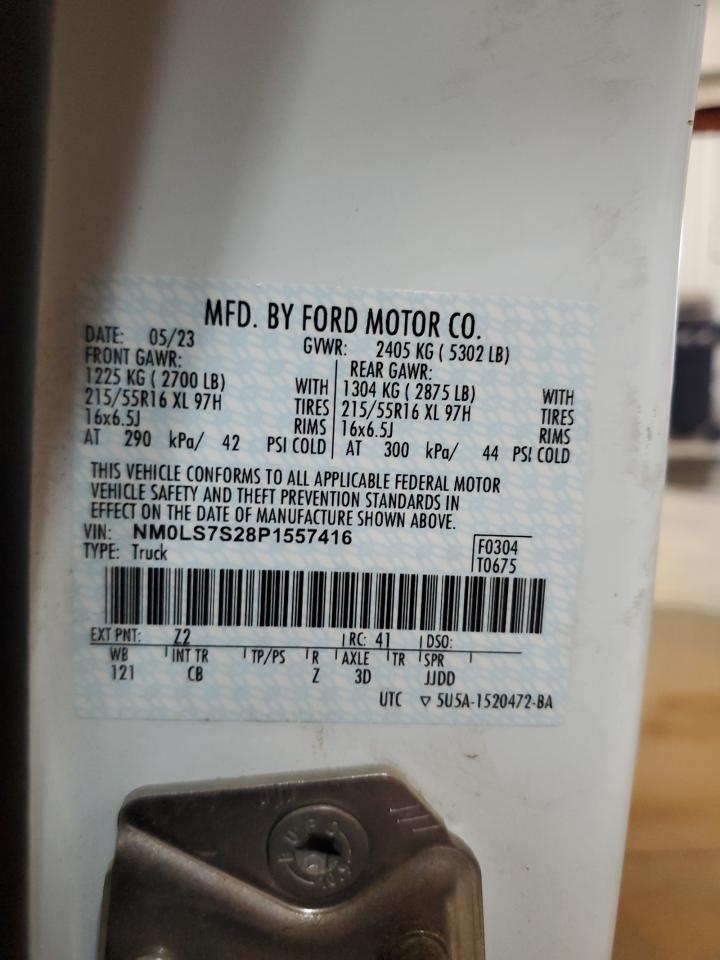 MFD. BY FORD MOTOR CO.
DATE: 05/23
GVWR: 2405 KG ( 5302 LB)
FRONT GAWR:
1225 KG ( 2700 LB) WITH
215/55R16 XL 97H TIRES
16x6.5J RIMS
AT 290 kPa/ 42 PSI COLD
REAR GAWR:
1304 KG ( 2875 LB) WITH
215/55R16 XL 97H TIRES
16x6.5J RIMS
AT 300 kPa/ 44 PSI COLD
THIS VEHICLE CONFORMS TO ALL APPLICABLE FEDERAL MOTOR
VEHICLE SAFETY AND THEFT PREVENTION STANDARDS IN
EFFECT ON THE DATE OF MANUFACTURE SHOWN ABOVE.
VIN: NM0LS7S28P1557416
TYPE: Truck
F0304
T0675
EXT PNT: Z2 RC: 41 DSO:
WB INT TR TP/PS R AXLE TR SPR
121 CB Z 3D JJDD
UTC ▽ 5U5A-1520472-BA